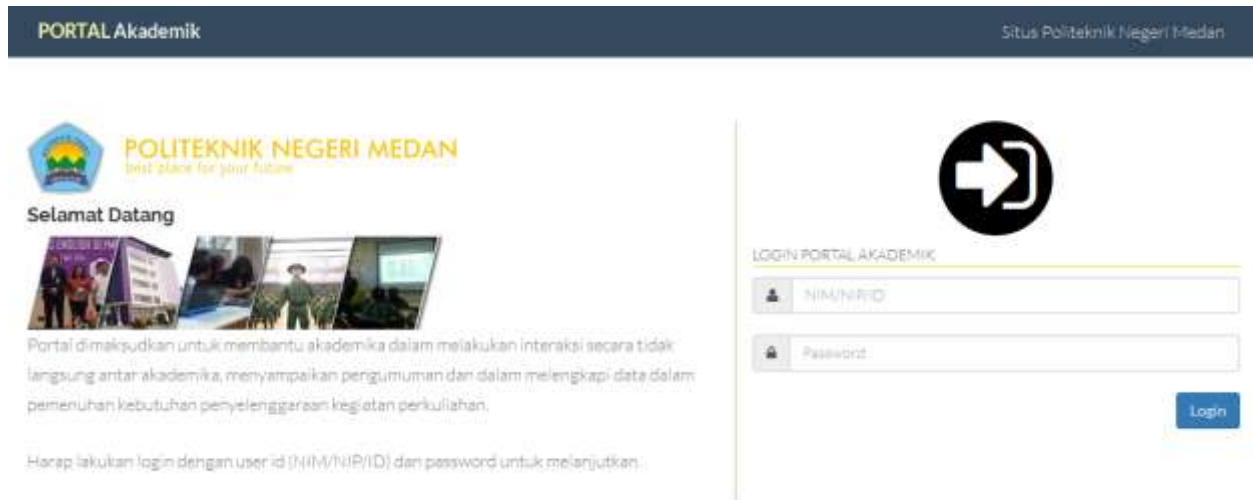 PORTAL Akademik
Situs Politeknik Negeri Medan
POLITEKNIK NEGERI MEDAN
best place for your future
Selamat Datang
Portal dimaksudkan untuk membantu akademika dalam melakukan interaksi secara tidak
langsung antar akademika, menyampaikan pengumuman dan dalam melengkapi data dalam
pemenuhan kebutuhan penyelenggaraan kegiatan perkuliahan.
Harap lakukan login dengan user id (NIM/NIP/ID) dan password untuk melanjutkan.
LOGIN PORTAL AKADEMIK
NIM/NIP/ID
Password
Login